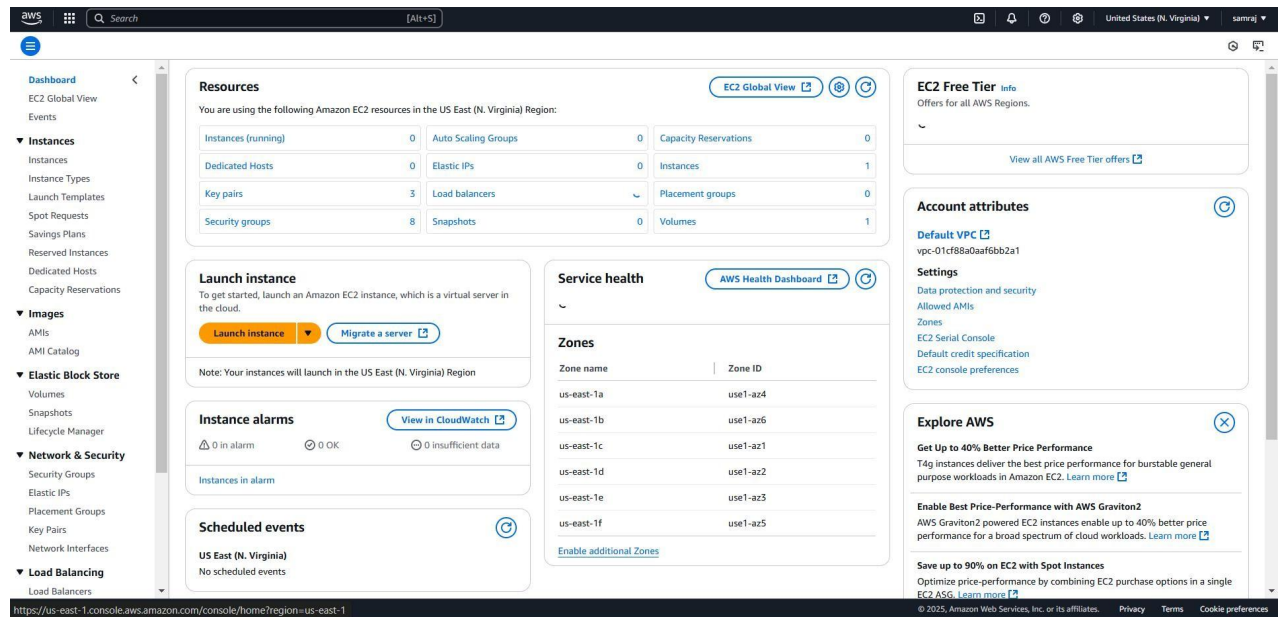 aws
Search [Alt+S]
United States (N. Virginia) ▼ samraj ▼
Dashboard
EC2 Global View
Events
▼ Instances
Instances
Instance Types
Launch Templates
Spot Requests
Savings Plans
Reserved Instances
Dedicated Hosts
Capacity Reservations
▼ Images
AMIs
AMI Catalog
▼ Elastic Block Store
Volumes
Snapshots
Lifecycle Manager
▼ Network & Security
Security Groups
Elastic IPs
Placement Groups
Key Pairs
Network Interfaces
▼ Load Balancing
Load Balancers
Resources
EC2 Global View
You are using the following Amazon EC2 resources in the US East (N. Virginia) Region:
Instances (running) 0 Auto Scaling Groups 0 Capacity Reservations 0
Dedicated Hosts 0 Elastic IPs 0 Instances 1
Key pairs 3 Load balancers Placement groups 0
Security groups 8 Snapshots 0 Volumes 1
Launch instance
To get started, launch an Amazon EC2 instance, which is a virtual server in
the cloud.
Launch instance ▼ Migrate a server
Note: Your instances will launch in the US East (N. Virginia) Region
Instance alarms
View in CloudWatch
0 in alarm 0 OK 0 insufficient data
Instances in alarm
Scheduled events
US East (N. Virginia)
No scheduled events
Service health
AWS Health Dashboard
Zones
Zone name Zone ID
us-east-1a use1-az4
us-east-1b use1-az6
us-east-1c use1-az1
us-east-1d use1-az2
us-east-1e use1-az3
us-east-1f use1-az5
Enable additional Zones
EC2 Free Tier Info
Offers for all AWS Regions.
View all AWS Free Tier offers
Account attributes
Default VPC
vpc-01cf88a0aaf6bb2a1
Settings
Data protection and security
Allowed AMIs
Zones
EC2 Serial Console
Default credit specification
EC2 console preferences
Explore AWS
Get Up to 40% Better Price Performance
T4g instances deliver the best price performance for burstable general
purpose workloads in Amazon EC2. Learn more
Enable Best Price-Performance with AWS Graviton2
AWS Graviton2 powered EC2 instances enable up to 40% better price
performance for a broad spectrum of cloud workloads. Learn more
Save up to 90% on EC2 with Spot Instances
Optimize price-performance by combining EC2 purchase options in a single
EC2 ASG. Learn more
https://us-east-1.console.aws.amazon.com/console/home?region=us-east-1
© 2025, Amazon Web Services, Inc. or its affiliates. Privacy Terms Cookie preferences